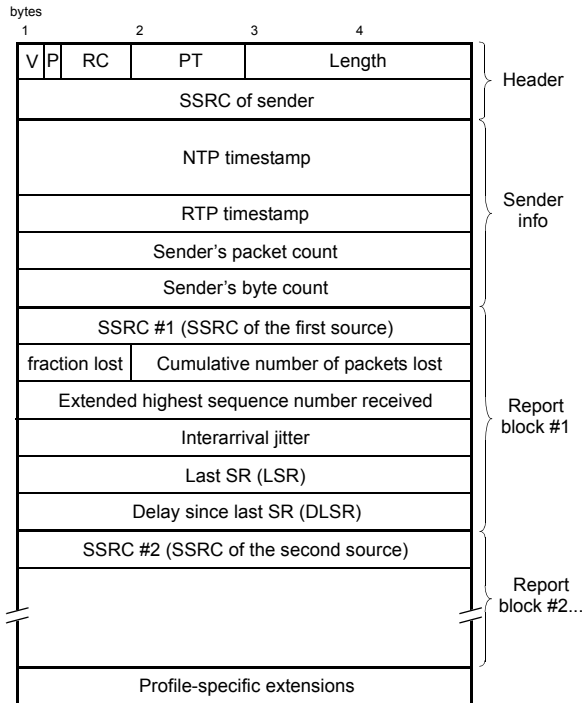 bytes
1 2 3 4
V P RC PT Length
Header
SSRC of sender
NTP timestamp
Sender
info
RTP timestamp
Sender's packet count
Sender's byte count
SSRC #1 (SSRC of the first source)
fraction lost Cumulative number of packets lost
Extended highest sequence number received
Report
block #1
Interarrival jitter
Last SR (LSR)
Delay since last SR (DLSR)
SSRC #2 (SSRC of the second source)
Report
block #2...
Profile-specific extensions